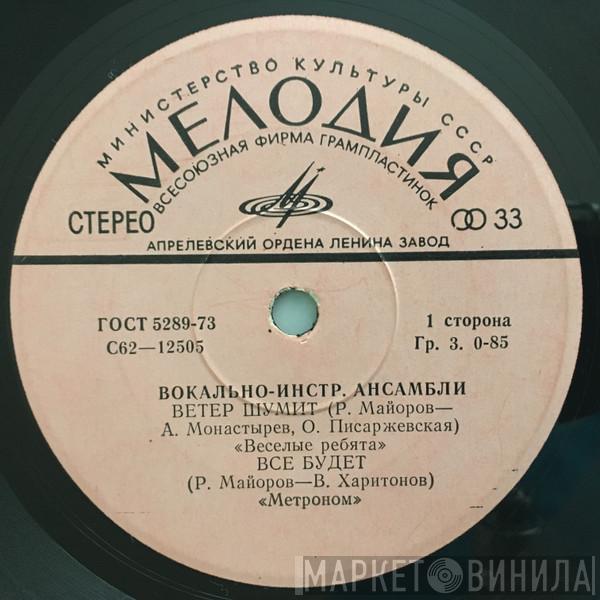 МИНИСТЕРСТВО КУЛЬТУРЫ СССР
МЕЛОДИЯ
ВСЕСОЮЗНАЯ ФИРМА ГРАМПЛАСТИНОК
СТЕРЕО
33
АПРЕЛЕВСКИЙ ОРДЕНА ЛЕНИНА ЗАВОД
ГОСТ 5289-73
1 сторона
С62—12505
Гр. 3. 0-85
ВОКАЛЬНО-ИНСТР. АНСАМБЛИ
ВЕТЕР ШУМИТ (Р. Майоров—
А. Монастырев, О. Писаржевская)
«Веселые ребята»
ВСЕ БУДЕТ
(Р. Майоров—В. Харитонов)
«Метроном»
МАРКЕТ ВИНИЛА